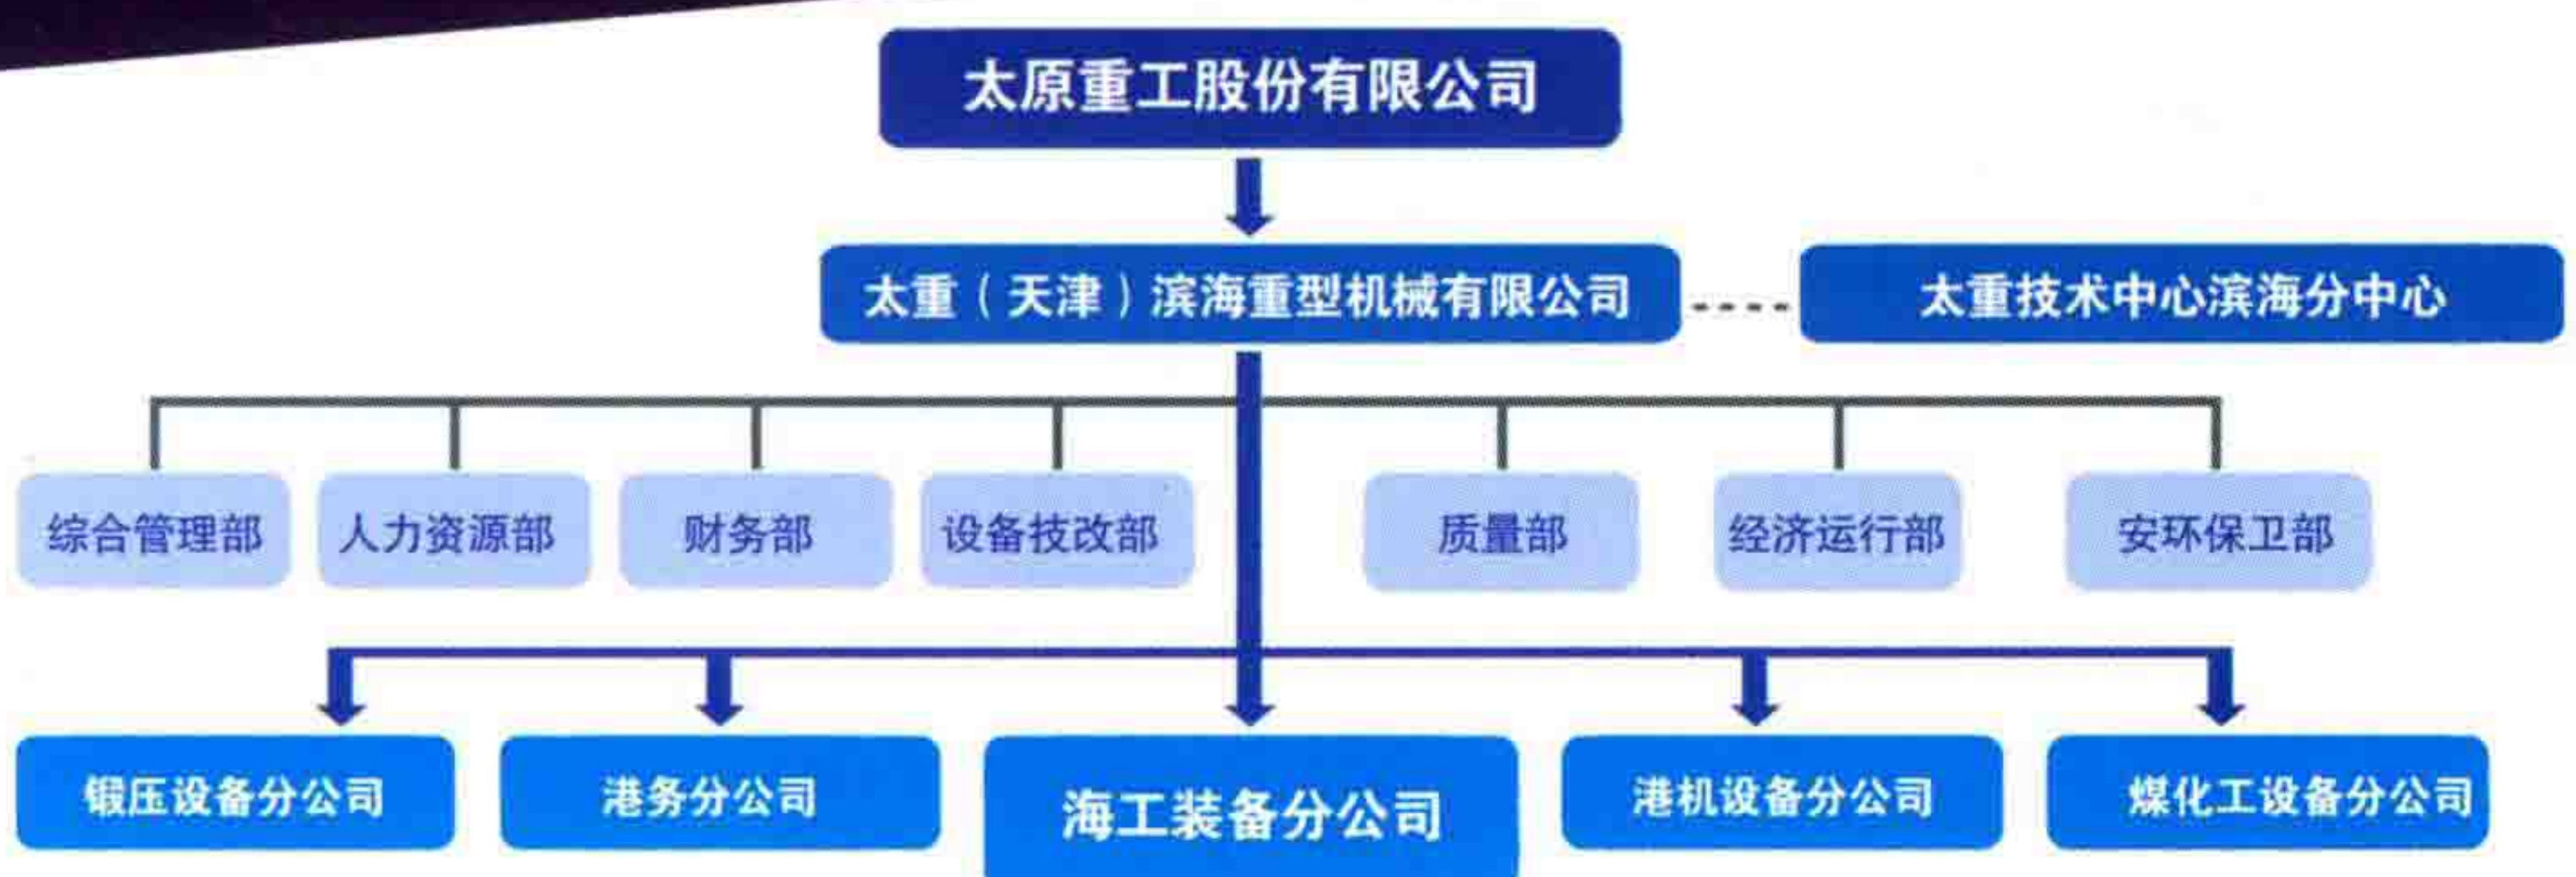 太原重工股份有限公司
太重（天津）滨海重型机械有限公司
太重技术中心滨海分中心
综合管理部
人力资源部
财务部
设备技改部
质量部
经济运行部
安环保卫部
锻压设备分公司
港务分公司
海工装备分公司
港机设备分公司
煤化工设备分公司